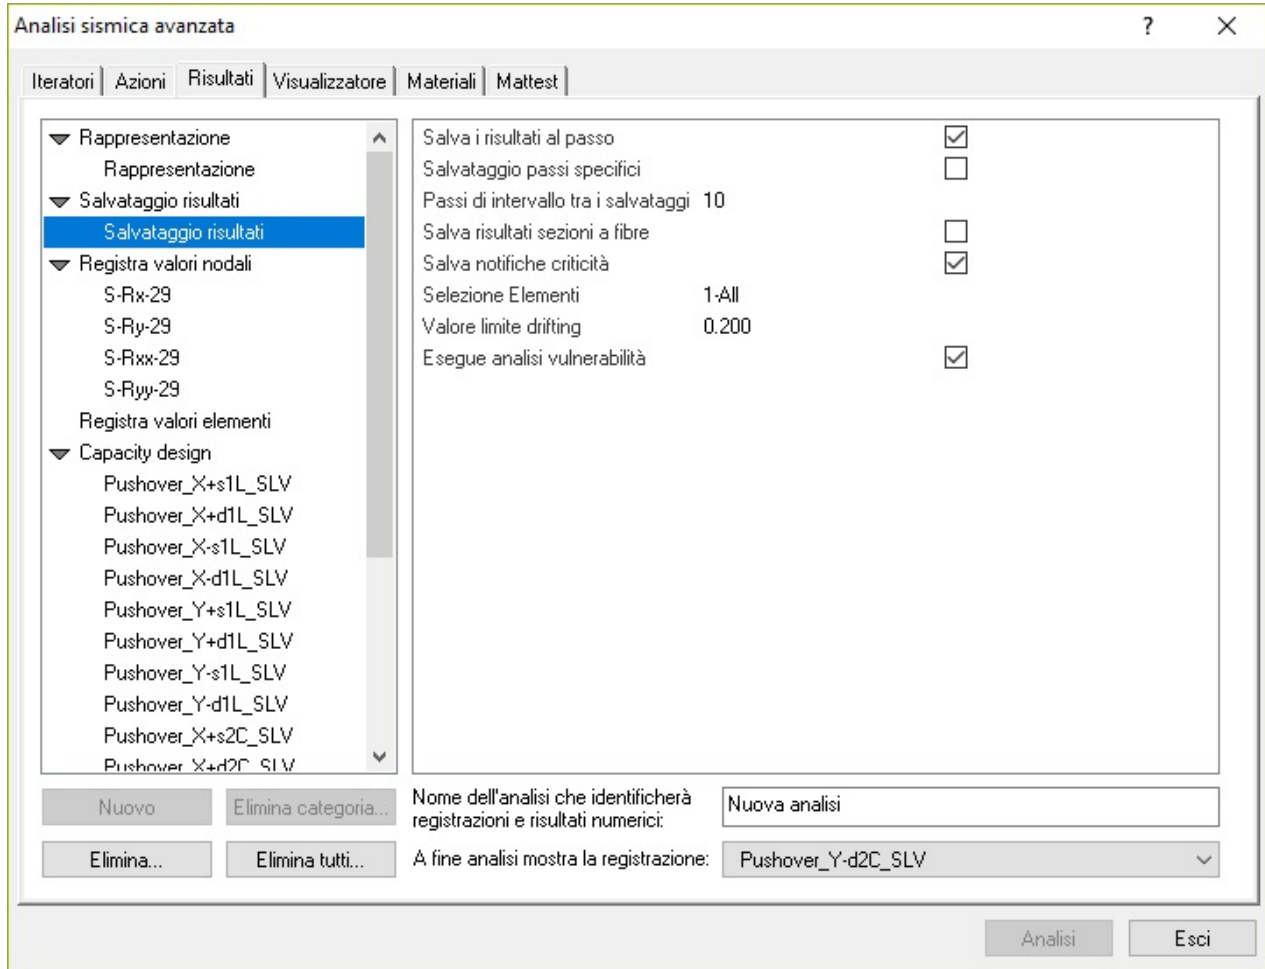 Analisi sismica avanzata
?
Iteratori Azioni Risultati Visualizzatore Materiali Mattest
Rappresentazione
Rappresentazione
Salvataggio risultati
Salvataggio risultati
Registra valori nodali
S-Rx-29
S-Ry-29
S-Rxx-29
S-Ryy-29
Registra valori elementi
Capacity design
Pushover_X+s1L_SLV
Pushover_X+d1L_SLV
Pushover_X-s1L_SLV
Pushover_X-d1L_SLV
Pushover_Y+s1L_SLV
Pushover_Y+d1L_SLV
Pushover_Y-s1L_SLV
Pushover_Y-d1L_SLV
Pushover_X+s2C_SLV
Pushover_X+d2C_SLV
Salva i risultati al passo
Salvataggio passi specifici
Passi di intervallo tra i salvataggi 10
Salva risultati sezioni a fibre
Salva notifiche criticità
Selezione Elementi 1-All
Valore limite drifting 0.200
Esegue analisi vulnerabilità
Nuovo Elimina categoria...
Elimina... Elimina tutti...
Nome dell'analisi che identificherà
registrazioni e risultati numerici:
Nuova analisi
A fine analisi mostra la registrazione: Pushover_Y-d2C_SLV
Analisi Esci